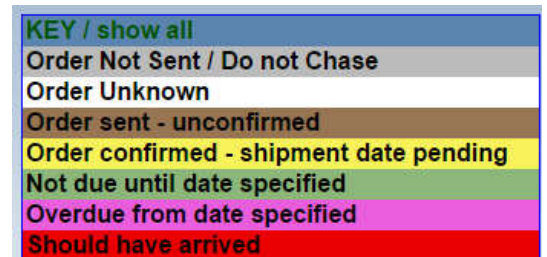 KEY / show all
Order Not Sent / Do not Chase
Order Unknown
Order sent - unconfirmed
Order confirmed - shipment date pending
Not due until date specified
Overdue from date specified
Should have arrived